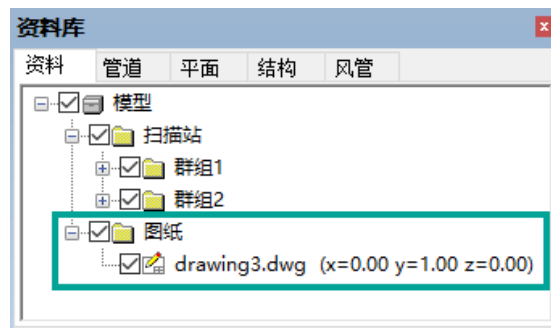 资料库
资料 管道 平面 结构 风管
模型
扫描站
群组1
群组2
图纸
drawing3.dwg (x=0.00 y=1.00 z=0.00)